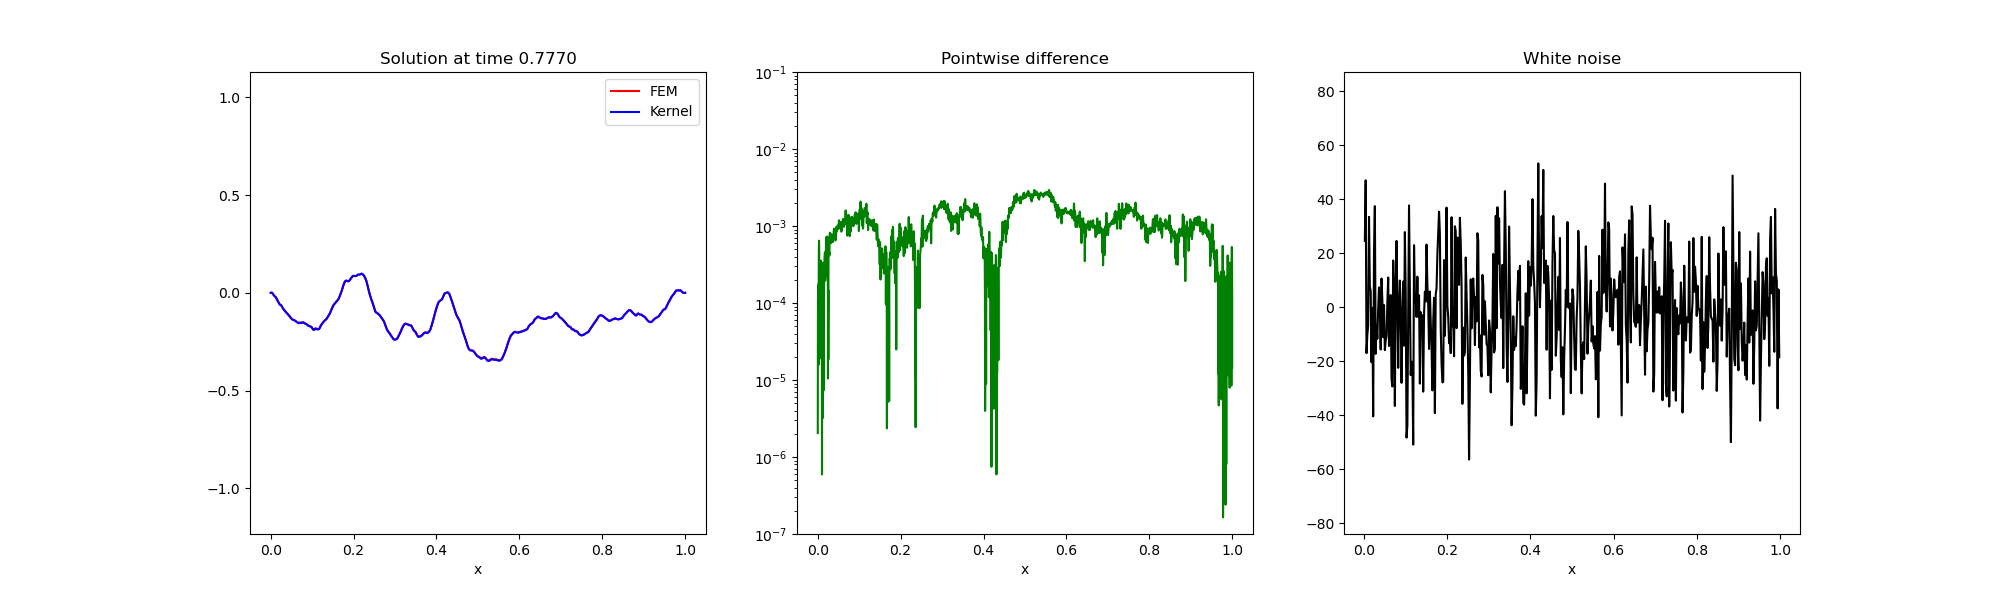 Solution at time 0.7770
1.0
0.5
0.0
−0.5
−1.0
FEM
Kernel
0.0 0.2 0.4 0.6 0.8 1.0
x
Pointwise difference
10⁻¹
10⁻²
10⁻³
10⁻⁴
10⁻⁵
10⁻⁶
10⁻⁷
0.0 0.2 0.4 0.6 0.8 1.0
x
White noise
80
60
40
20
0
−20
−40
−60
−80
0.0 0.2 0.4 0.6 0.8 1.0
x